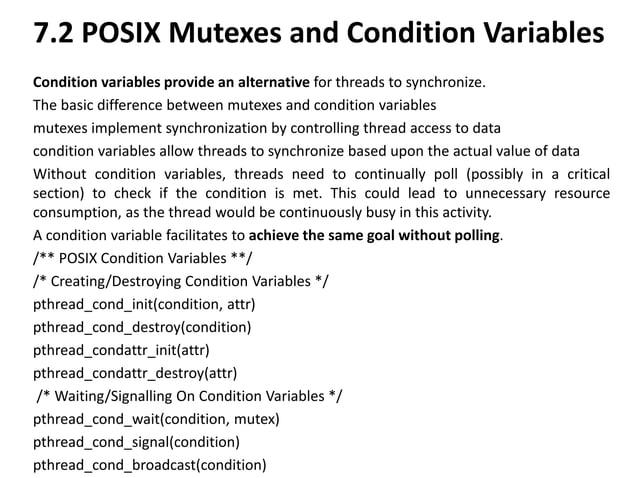 7.2 POSIX Mutexes and Condition Variables
Condition variables provide an alternative for threads to synchronize.
The basic difference between mutexes and condition variables
mutexes implement synchronization by controlling thread access to data
condition variables allow threads to synchronize based upon the actual value of data
Without condition variables, threads need to continually poll (possibly in a critical
section) to check if the condition is met. This could lead to unnecessary resource
consumption, as the thread would be continuously busy in this activity.
A condition variable facilitates to achieve the same goal without polling.
/** POSIX Condition Variables **/
/* Creating/Destroying Condition Variables */
pthread_cond_init(condition, attr)
pthread_cond_destroy(condition)
pthread_condattr_init(attr)
pthread_condattr_destroy(attr)
/* Waiting/Signalling On Condition Variables */
pthread_cond_wait(condition, mutex)
pthread_cond_signal(condition)
pthread_cond_broadcast(condition)